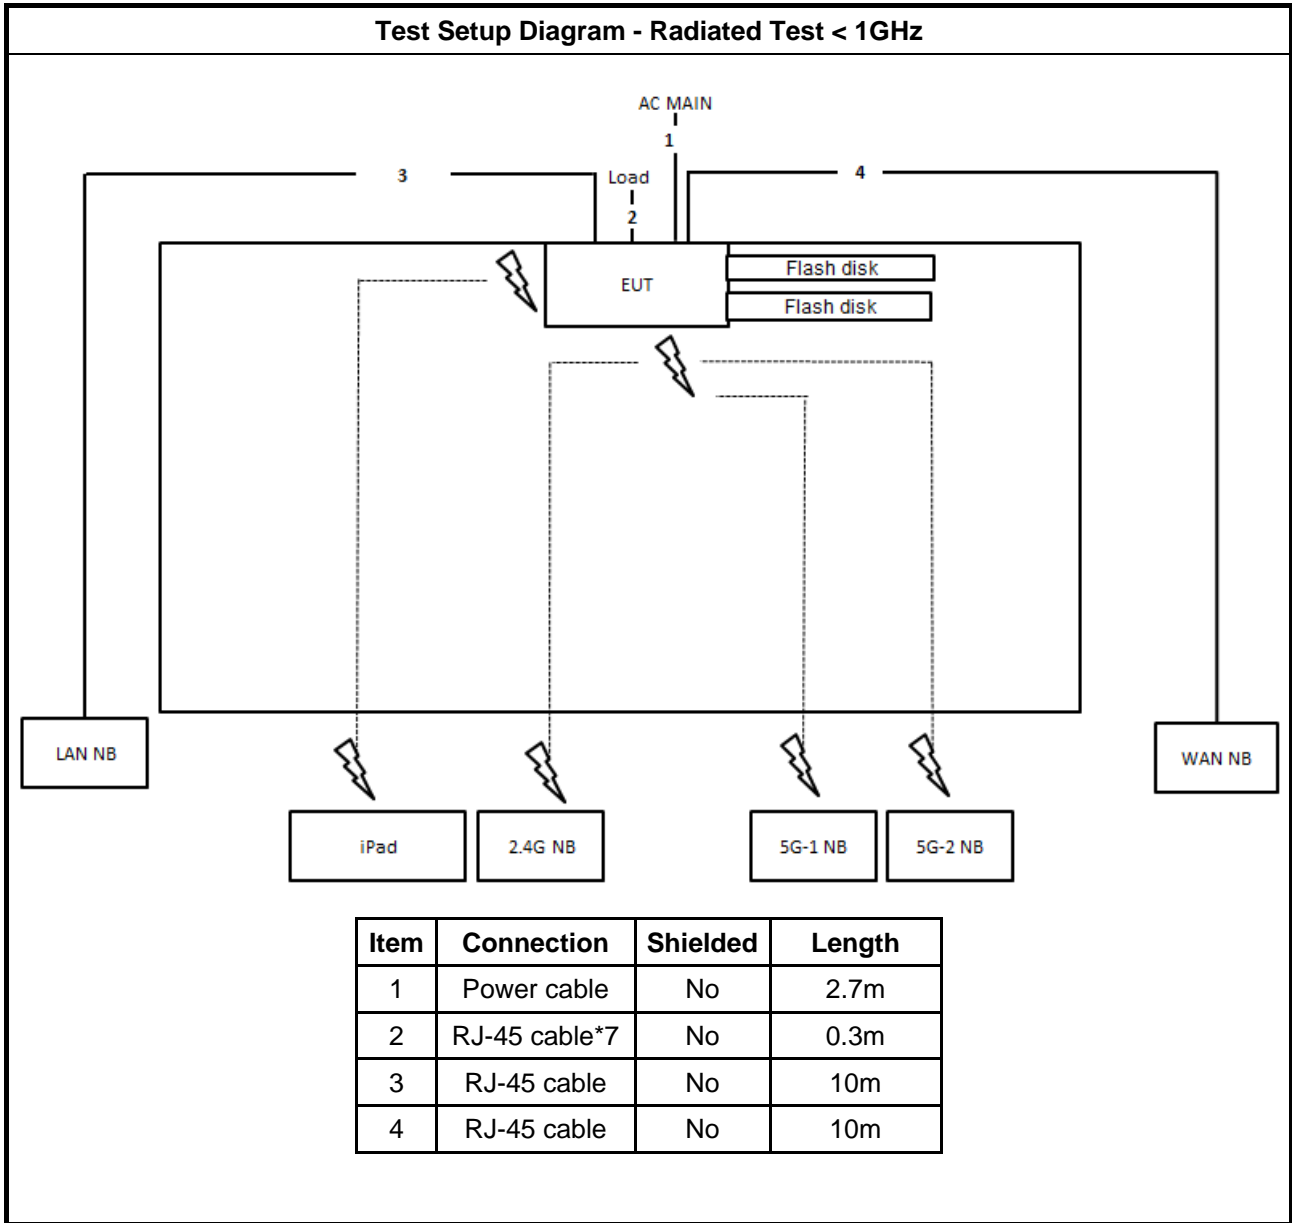 Test Setup Diagram - Radiated Test < 1GHz
AC MAIN
1
3
Load
4
2
EUT
Flash disk
Flash disk
LAN NB
WAN NB
iPad
2.4G NB
5G-1 NB
5G-2 NB
Item Connection Shielded Length
1 Power cable No 2.7m
2 RJ-45 cable*7 No 0.3m
3 RJ-45 cable No 10m
4 RJ-45 cable No 10m